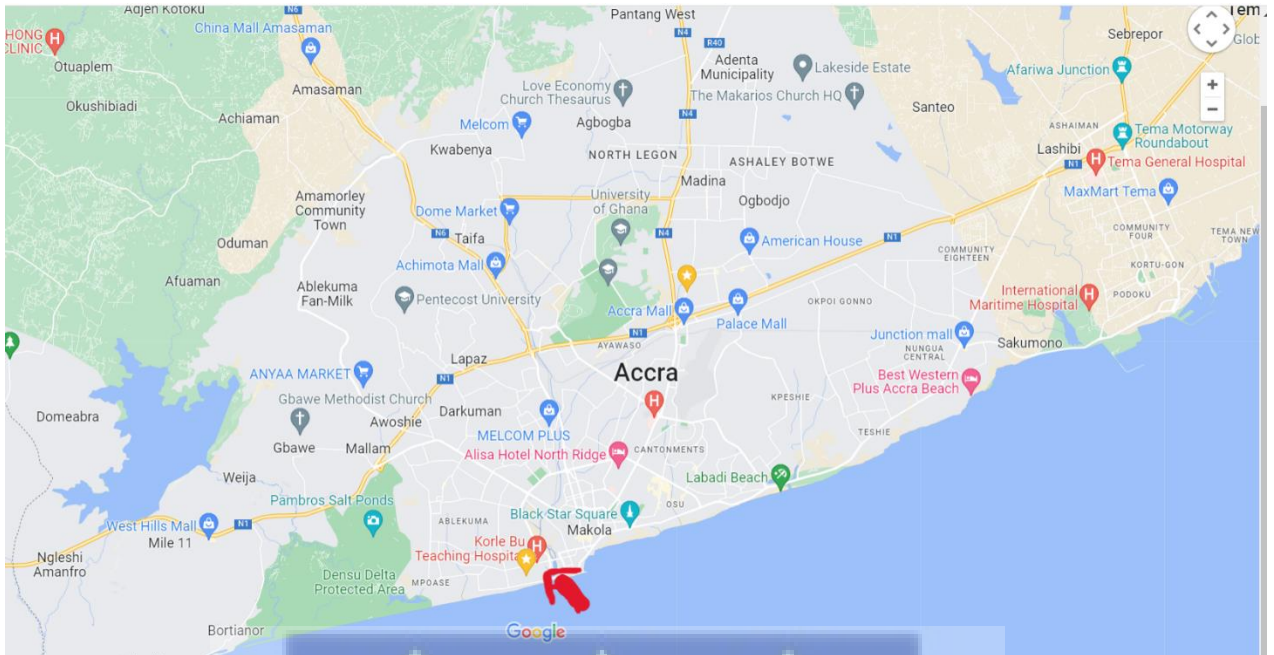 Adjen Kotoku
N6
Pantang West
Tem
HONG
CLINIC
China Mall Amasaman
N4
R40
Sebrepor
Glob
Otuaplem
Adenta
Municipality
Lakeside Estate
Afariwa Junction
Amasaman
Love Economy
Church Thesaurus
The Makarios Church HQ
+
−
Okushibiadi
Achiaman
Santeo
Melcom
Agbogba
N4
ASHAIMAN
Tema Motorway
Roundabout
Kwabenya
NORTH LEGON
ASHALEY BOTWE
Lashibi
N1
Tema General Hospital
Madina
MaxMart Tema
Amamorley
Community
Town
University
of Ghana
Ogbodjo
Dome Market
N6
Taifa
N4
American House
N1
COMMUNITY
FOUR
TEMA NEW
TOWN
Oduman
COMMUNITY
EIGHTEEN
Achimota Mall
KORTU-GON
Afuaman
Ablekuma
Fan-Milk
Pentecost University
International
Maritime Hospital
PODOKU
OKPOI GONNO
Accra Mall
Palace Mall
N1
AYAWASO
Junction mall
NUNGUA
CENTRAL
Sakumono
Lapaz
ANYAA MARKET
N1
Accra
Best Western
Plus Accra Beach
Gbawe Methodist Church
KPESHIE
Domeabra
Awoshie
Darkuman
MELCOM PLUS
TESHIE
Gbawe
Mallam
Alisa Hotel North Ridge
CANTONMENTS
Weija
Labadi Beach
Pambros Salt Ponds
OSU
West Hills Mall
N1
ABLEKUMA
Black Star Square
Makola
Mile 11
Korle Bu
Teaching Hospita
Ngleshi
Amanfro
Densu Delta
Protected Area
MPOASE
Bortianor
Google